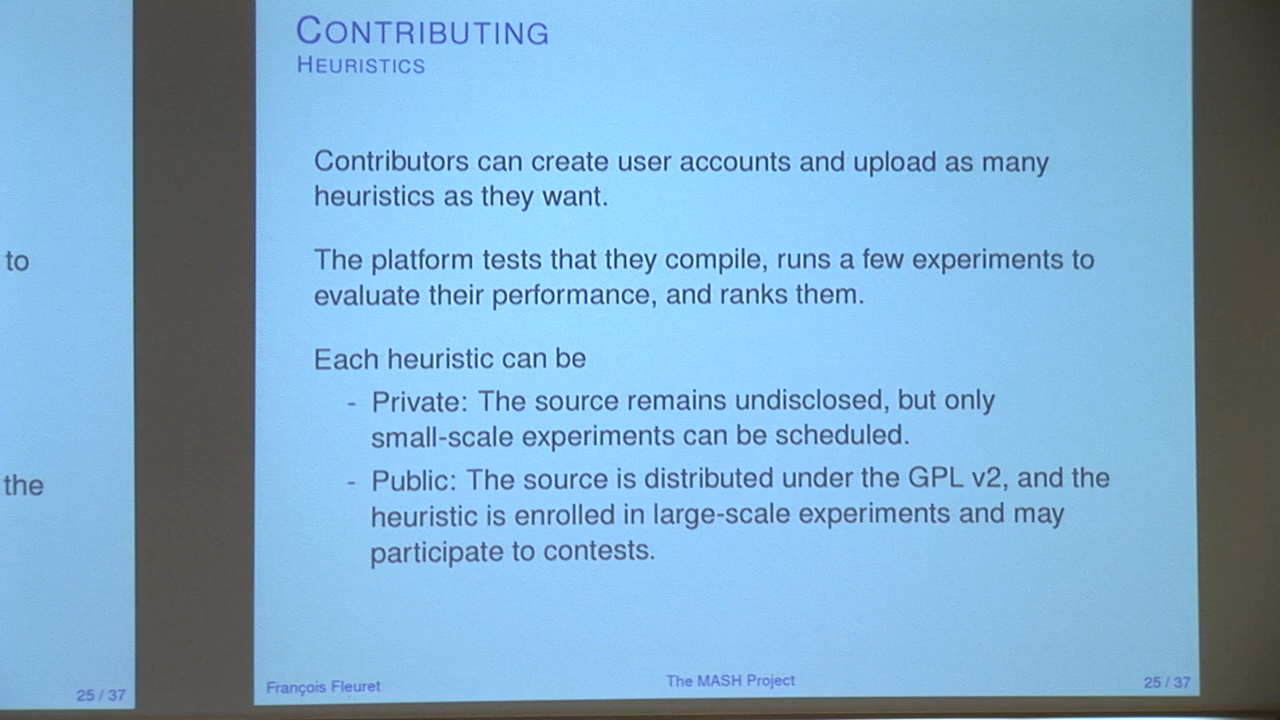 CONTRIBUTING
HEURISTICS
Contributors can create user accounts and upload as many
heuristics as they want.
The platform tests that they compile, runs a few experiments to
evaluate their performance, and ranks them.
Each heuristic can be
- Private: The source remains undisclosed, but only
small-scale experiments can be scheduled.
- Public: The source is distributed under the GPL v2, and the
heuristic is enrolled in large-scale experiments and may
participate to contests.
François Fleuret
The MASH Project
25 / 37
to
the
25 / 37